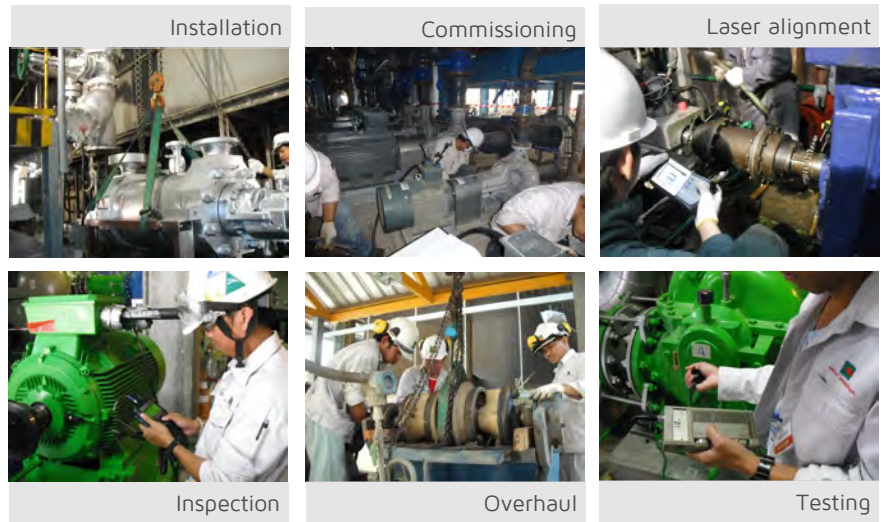 Installation
Commissioning
Laser alignment
Inspection
Overhaul
Testing